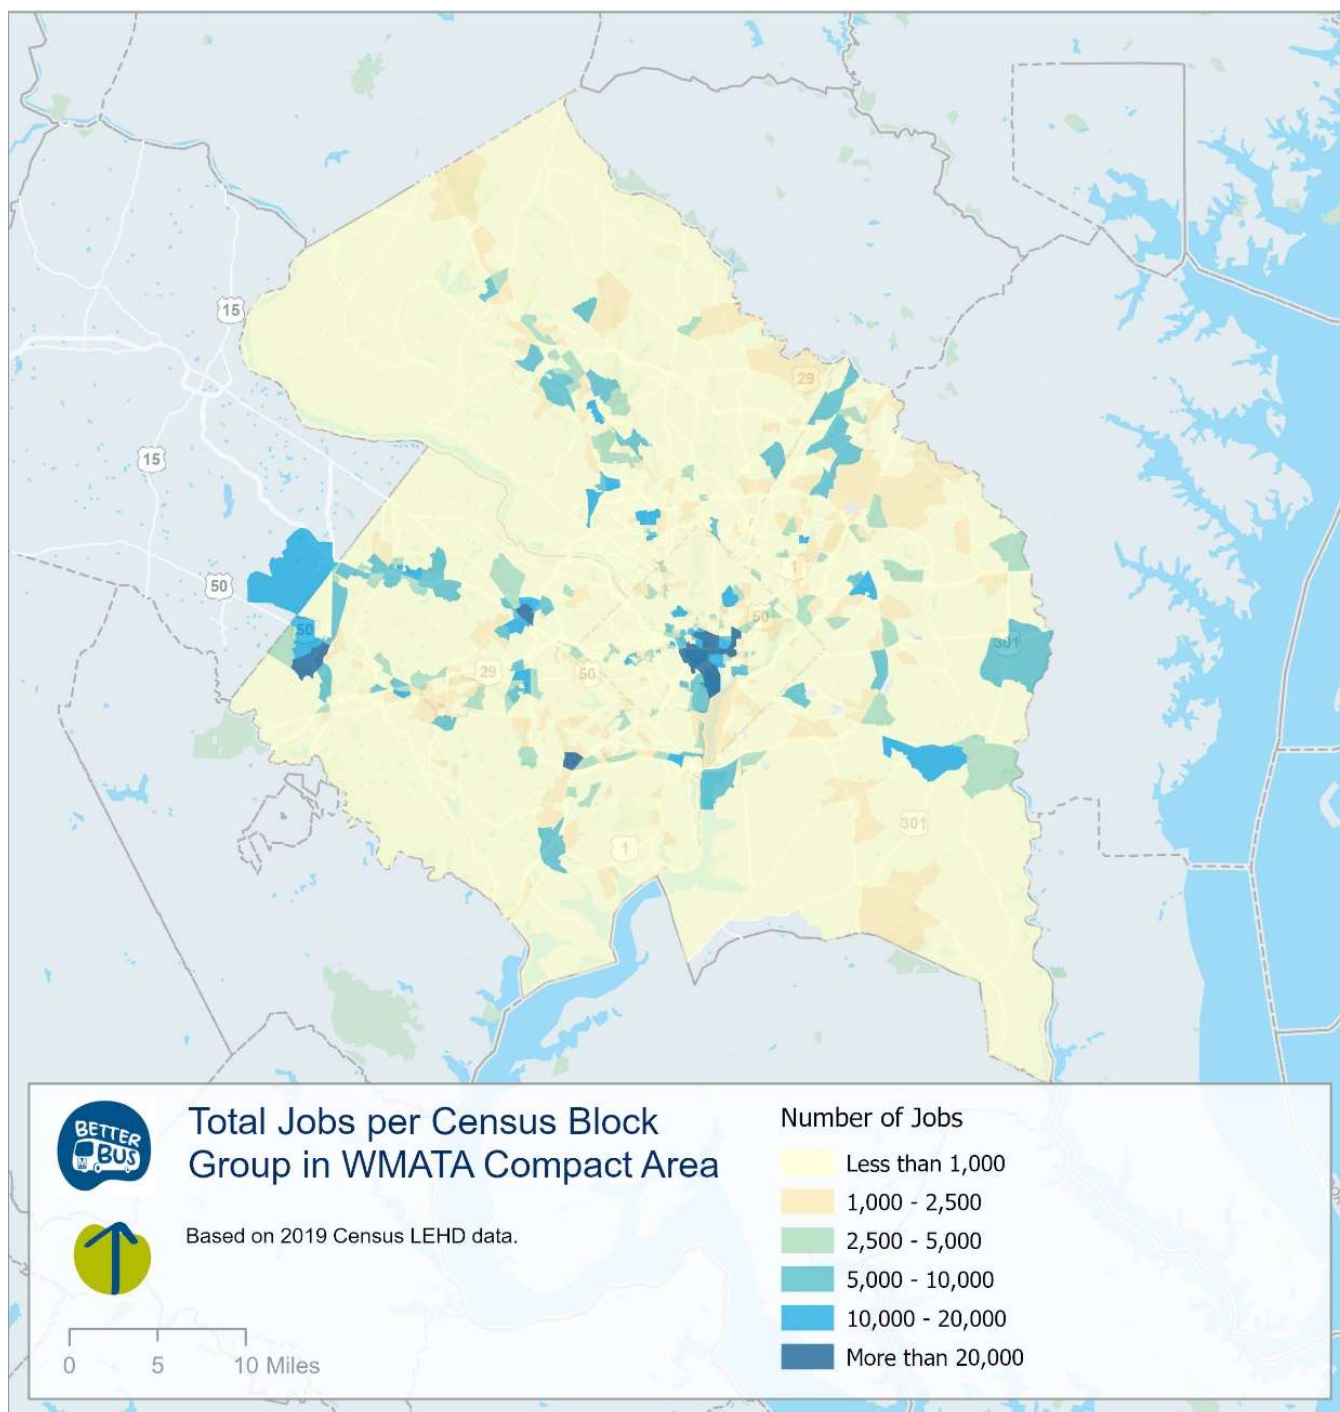 15
29
15
1
50
50
50
301
29
50
301
1
BETTER
BUS
Total Jobs per Census Block
Group in WMATA Compact Area
Based on 2019 Census LEHD data.
0 5 10 Miles
Number of Jobs
Less than 1,000
1,000 - 2,500
2,500 - 5,000
5,000 - 10,000
10,000 - 20,000
More than 20,000